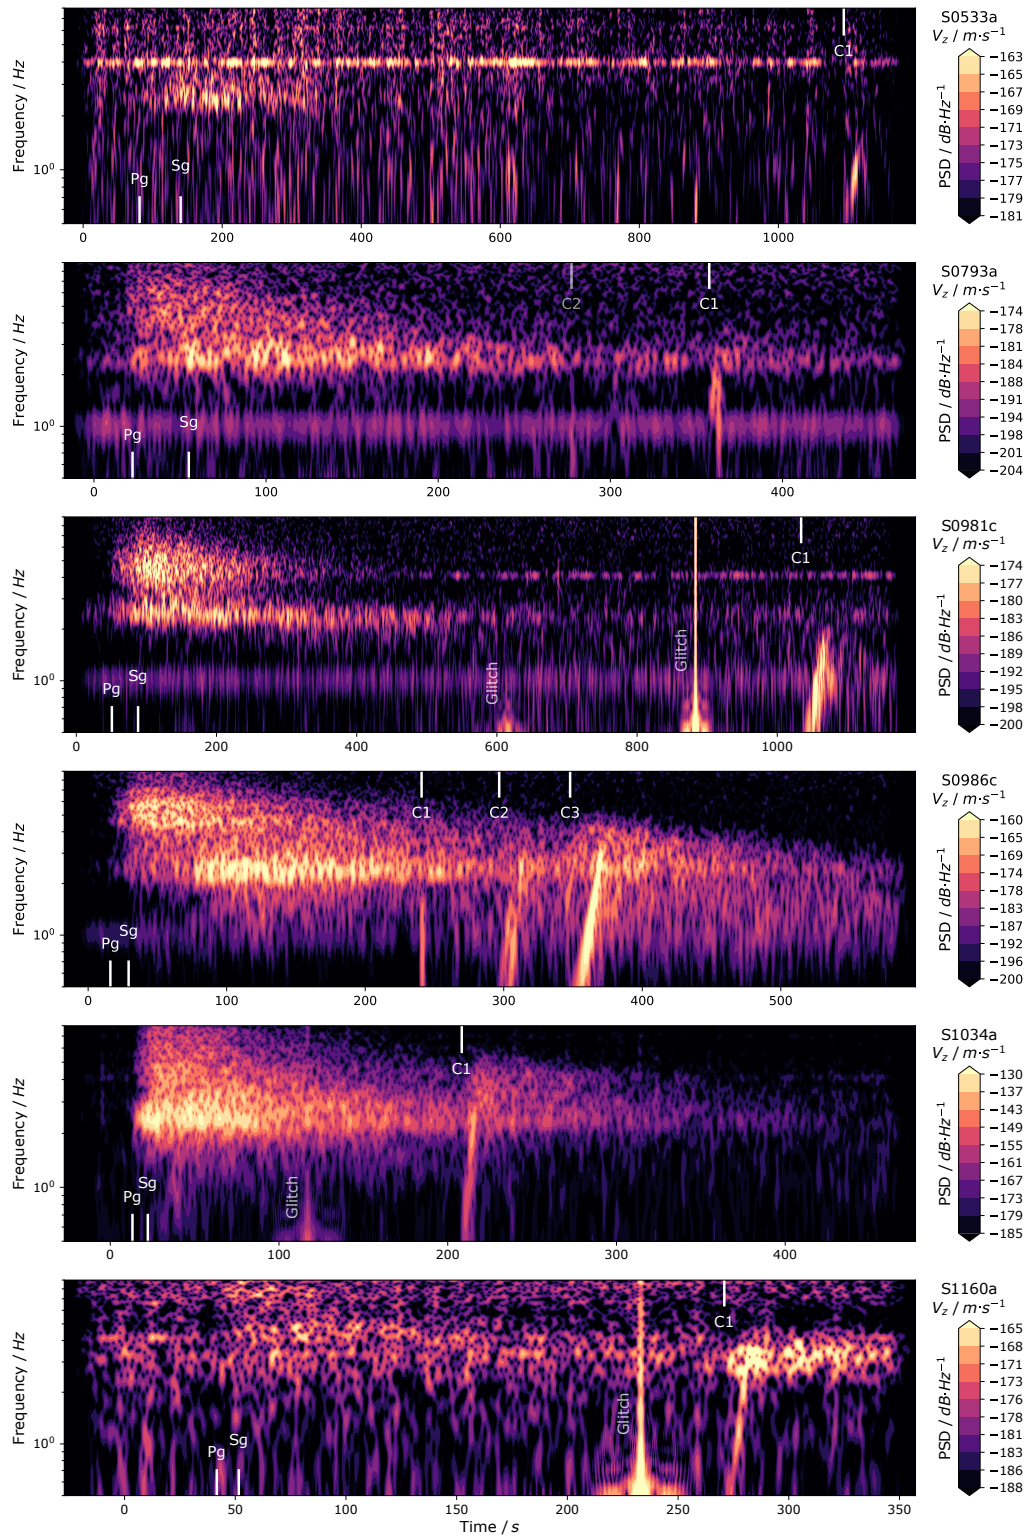 S0533a
V_z / m·s⁻¹
Frequency / Hz
10⁰
Pg
Sg
C1
0 200 400 600 800 1000
PSD / dB·Hz⁻¹
−163
−165
−167
−169
−171
−173
−175
−177
−179
−181
S0793a
V_z / m·s⁻¹
Frequency / Hz
10⁰
Pg
Sg
C2
C1
0 100 200 300 400
PSD / dB·Hz⁻¹
−174
−178
−181
−184
−188
−191
−194
−198
−201
−204
S0981c
V_z / m·s⁻¹
Frequency / Hz
10⁰
Pg
Sg
Glitch
Glitch
C1
0 200 400 600 800 1000
PSD / dB·Hz⁻¹
−174
−177
−180
−183
−186
−189
−192
−195
−198
−200
S0986c
V_z / m·s⁻¹
Frequency / Hz
10⁰
Pg
Sg
C1
C2
C3
0 100 200 300 400 500
PSD / dB·Hz⁻¹
−160
−165
−169
−174
−178
−183
−187
−192
−196
−200
S1034a
V_z / m·s⁻¹
Frequency / Hz
10⁰
Pg
Sg
Glitch
C1
0 100 200 300 400
PSD / dB·Hz⁻¹
−130
−137
−143
−149
−155
−161
−167
−173
−179
−185
S1160a
V_z / m·s⁻¹
Frequency / Hz
10⁰
Pg
Sg
Glitch
C1
0 50 100 150 200 250 300 350
Time / s
PSD / dB·Hz⁻¹
−165
−168
−171
−173
−176
−178
−181
−183
−186
−188